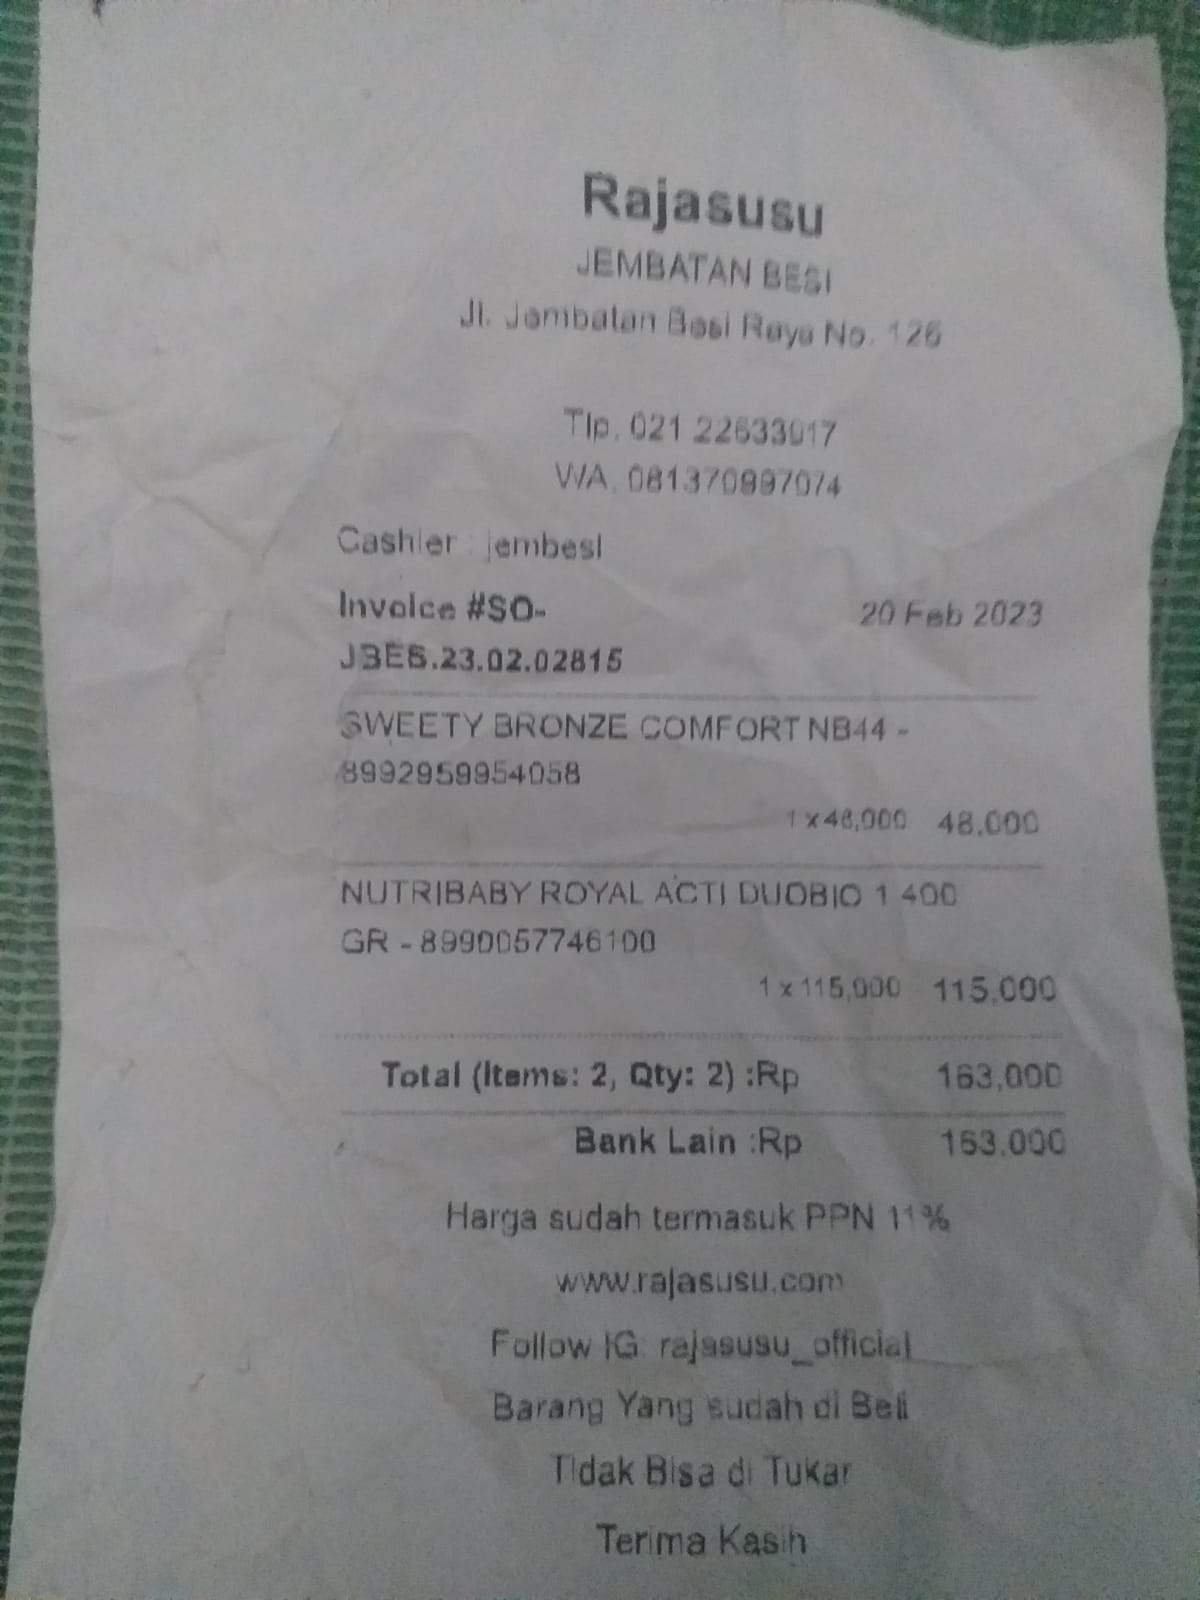 Rajasusu
JEMBATAN BESI
Jl. Jembatan Besi Raya No. 126
Tlp. 021 22633917
WA. 081370997074
Cashier : jembesi
Invoice #SO- 20 Feb 2023
JBES.23.02.02815
SWEETY BRONZE COMFORT NB44 -
8992959954058
1 x 48,000 48,000
NUTRIBABY ROYAL ACTI DUOBIO 1 400
GR - 8990057746100
1 x 115,000 115,000
Total (Items: 2, Qty: 2) :Rp 163,000
Bank Lain :Rp 163,000
Harga sudah termasuk PPN 11%
www.rajasusu.com
Follow IG: rajasusu_official
Barang Yang sudah di Beli
Tidak Bisa di Tukar
Terima Kasih